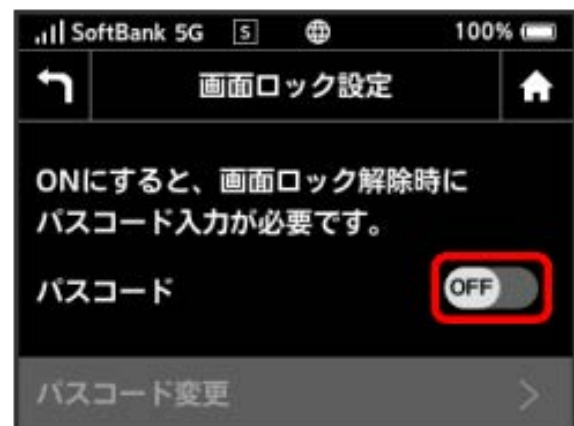 SoftBank 5G S 100%
画面ロック設定
ONにすると、画面ロック解除時に
パスコード入力が必要です。
パスコード OFF
パスコード変更